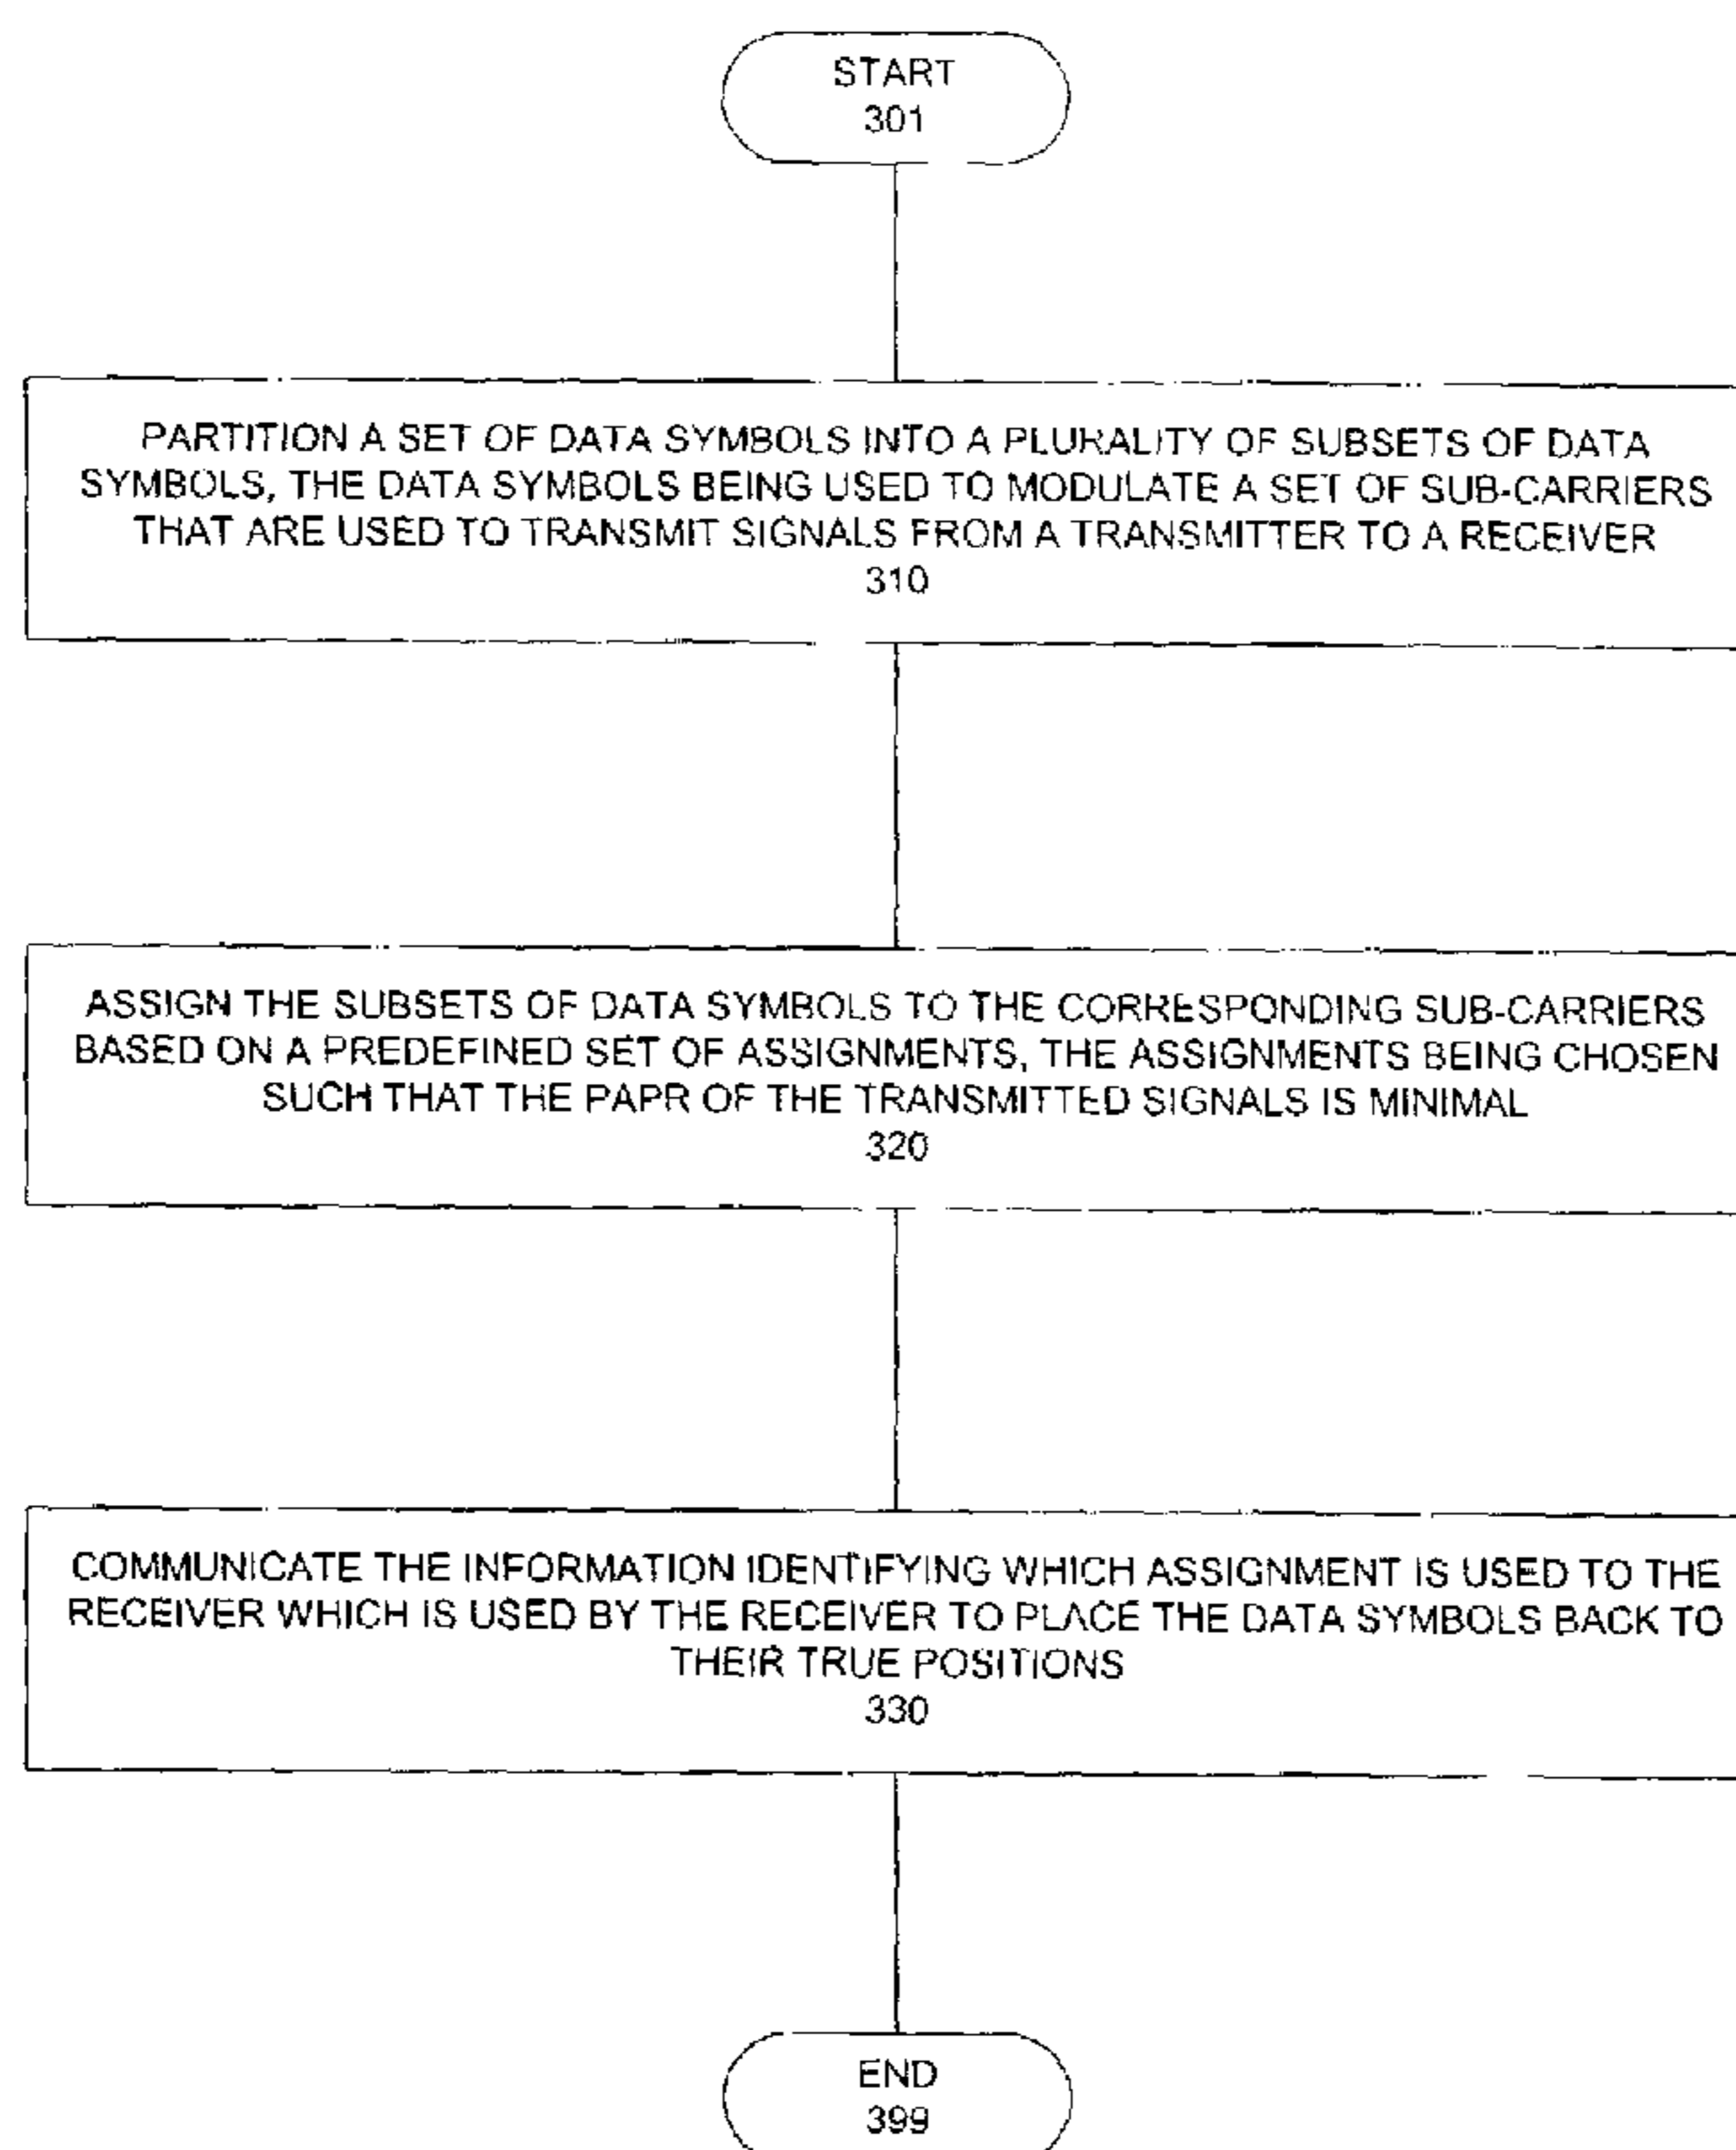 START
301
PARTITION A SET OF DATA SYMBOLS INTO A PLURALITY OF SUBSETS OF DATA
SYMBOLS, THE DATA SYMBOLS BEING USED TO MODULATE A SET OF SUB-CARRIERS
THAT ARE USED TO TRANSMIT SIGNALS FROM A TRANSMITTER TO A RECEIVER
310
ASSIGN THE SUBSETS OF DATA SYMBOLS TO THE CORRESPONDING SUB-CARRIERS
BASED ON A PREDEFINED SET OF ASSIGNMENTS, THE ASSIGNMENTS BEING CHOSEN
SUCH THAT THE PAPR OF THE TRANSMITTED SIGNALS IS MINIMAL
320
COMMUNICATE THE INFORMATION IDENTIFYING WHICH ASSIGNMENT IS USED TO THE
RECEIVER WHICH IS USED BY THE RECEIVER TO PLACE THE DATA SYMBOLS BACK TO
THEIR TRUE POSITIONS
330
END
399